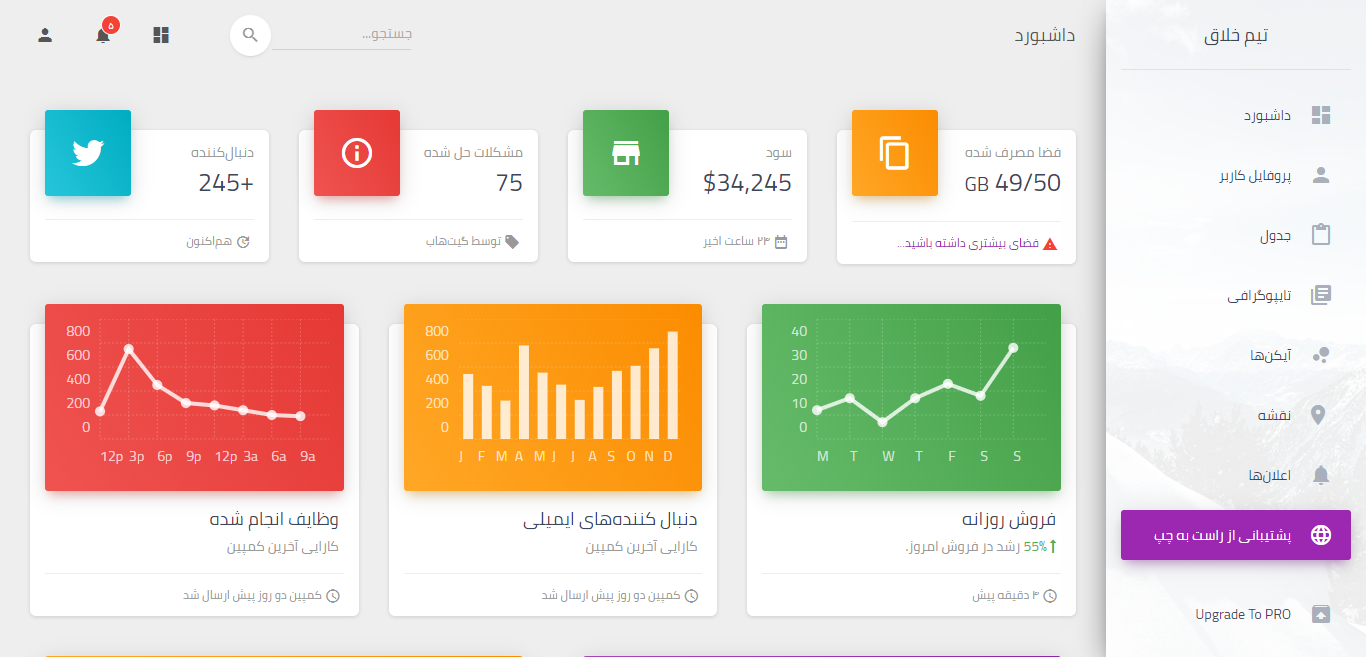 تیم خلاق
داشبورد
پروفایل کاربر
جدول
تایپوگرافی
آیکن‌ها
نقشه
اعلان‌ها
پشتیبانی از راست به چپ
Upgrade To PRO
داشبورد
جستجو...
۵
فضا مصرف شده
49/50 GB
فضای بیشتری داشته باشید...
سود
$34,245
۲۳ ساعت اخیر
مشکلات حل شده
75
توسط گیت‌هاب
دنبال‌کننده
+245
هم‌اکنون
40
30
20
10
0
M T W T F S S
فروش روزانه
55% رشد در فروش امروز.
۳ دقیقه پیش
800
600
400
200
0
J F M A M J J A S O N D
دنبال کننده‌های ایمیلی
کارایی آخرین کمپین
کمپین دو روز پیش ارسال شد
800
600
400
200
0
12p 3p 6p 9p 12p 3a 6a 9a
وظایف انجام شده
کارایی آخرین کمپین
کمپین دو روز پیش ارسال شد